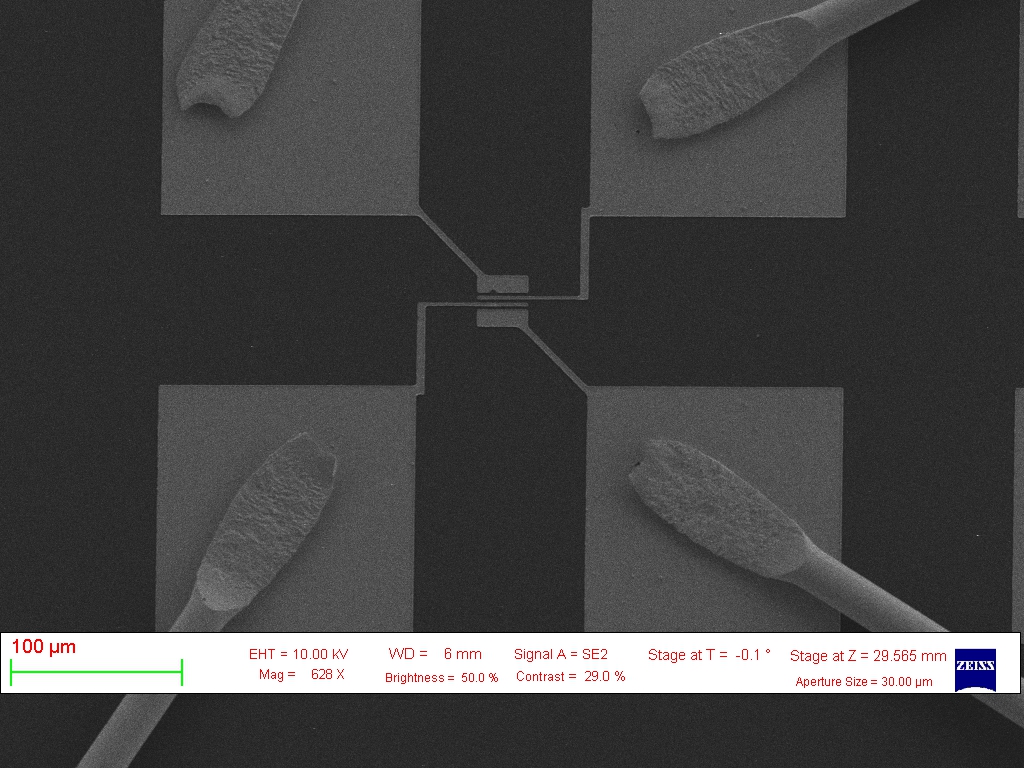 100 µm
EHT = 10.00 kV
WD = 6 mm
Signal A = SE2
Stage at T = -0.1 °
Stage at Z = 29.565 mm
ZEISS
Mag = 628 X
Brightness = 50.0 %
Contrast = 29.0 %
Aperture Size = 30.00 µm